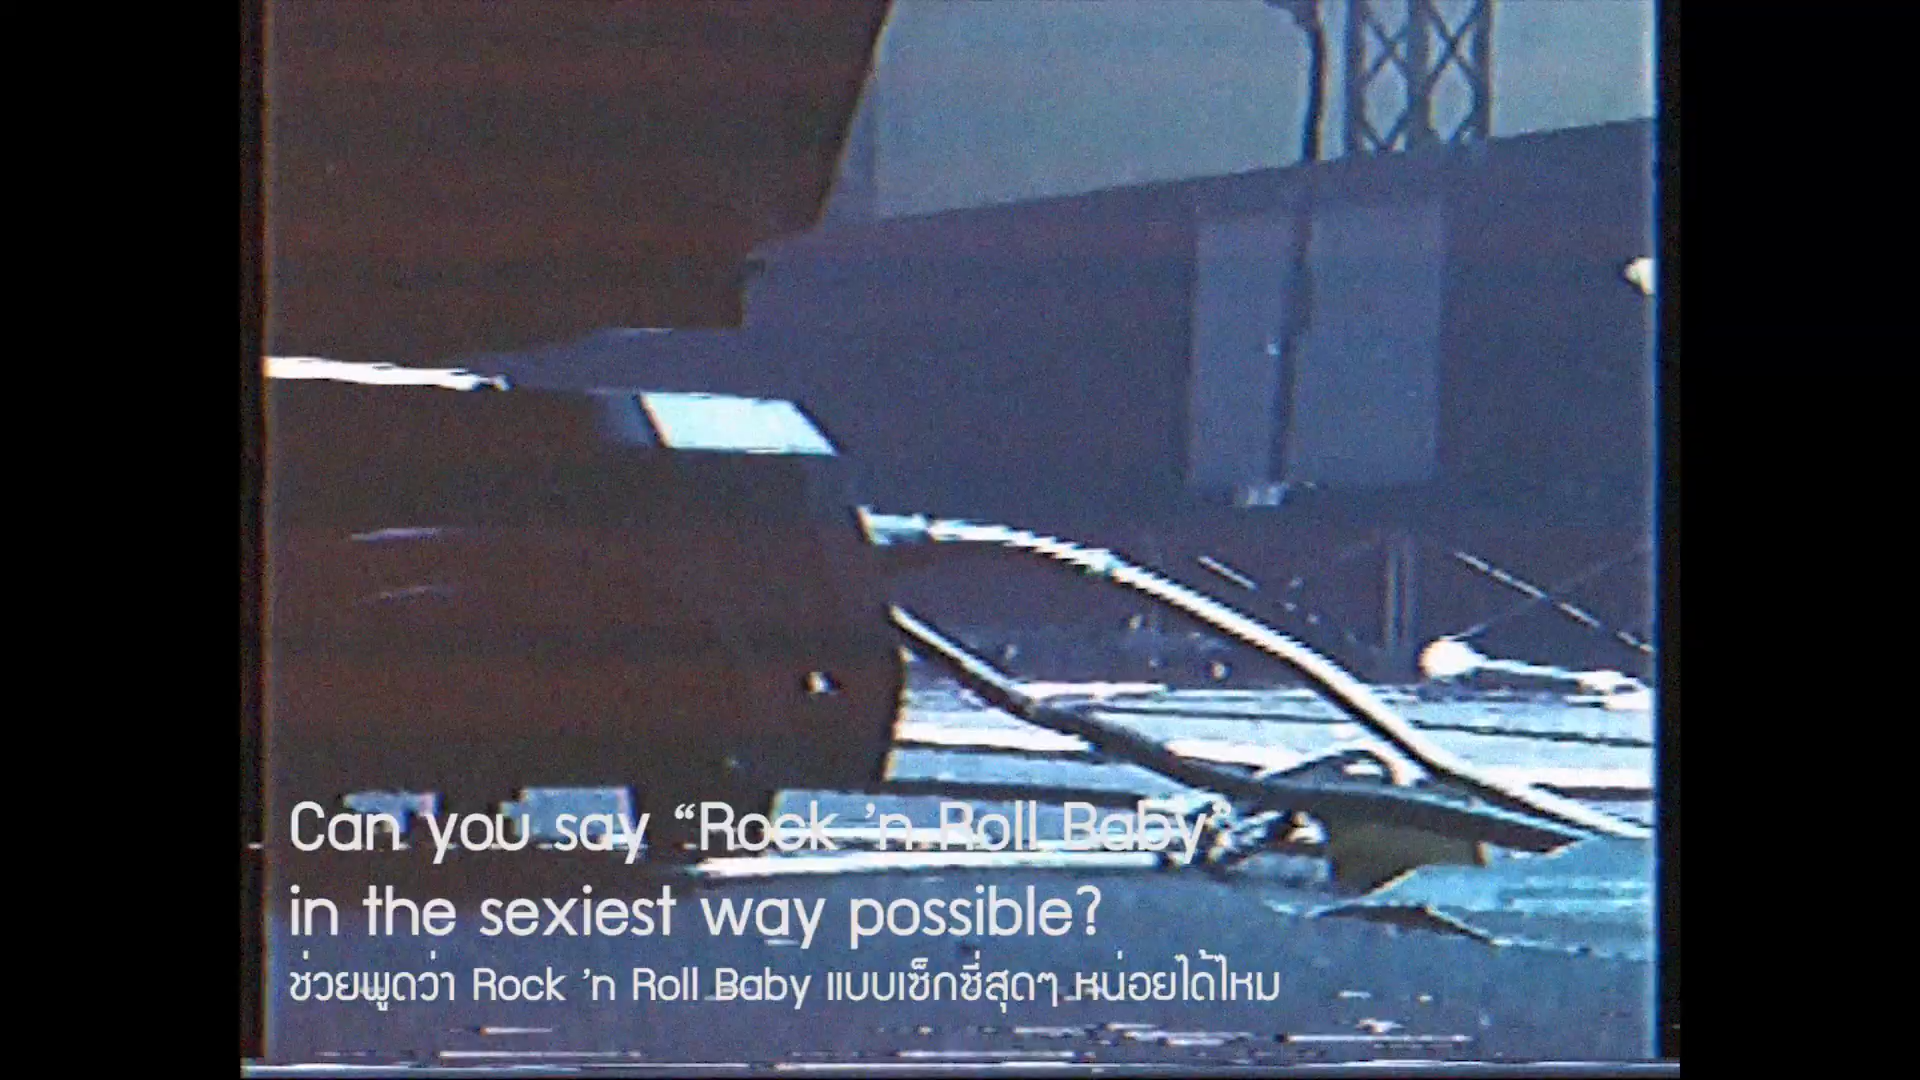 Can you say “Rock ’n Roll Baby”
in the sexiest way possible?
ช่วยพูดว่า Rock ’n Roll Baby แบบเซ็กซี่สุดๆ หน่อยได้ไหม